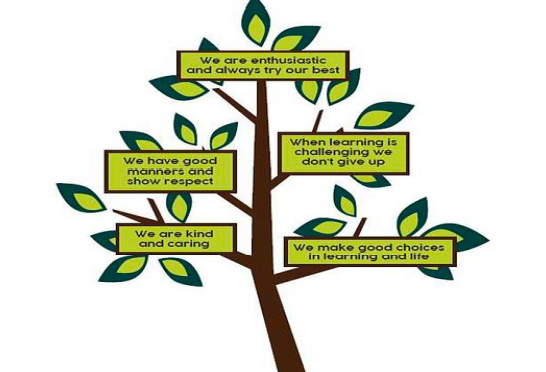 We are enthusiastic
and always try our best
When learning is
challenging we
don't give up
We have good
manners and
show respect
We are kind
and caring
We make good choices
in learning and life